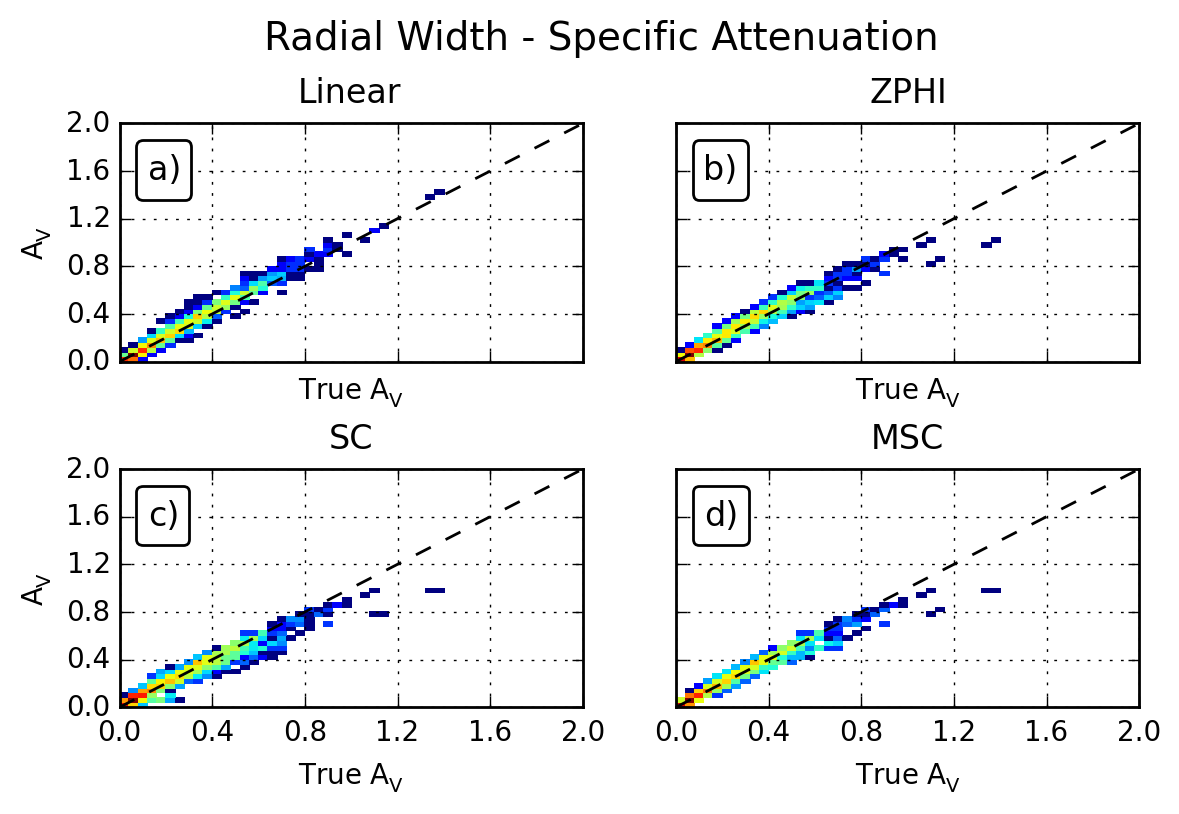 Radial Width - Specific Attenuation
Linear
ZPHI
2.0
1.6
1.2
0.8
0.4
0.0
A_V
a)
b)
True A_V
True A_V
SC
MSC
2.0
1.6
1.2
0.8
0.4
0.0
A_V
c)
d)
0.0 0.4 0.8 1.2 1.6 2.0
0.0 0.4 0.8 1.2 1.6 2.0
True A_V
True A_V